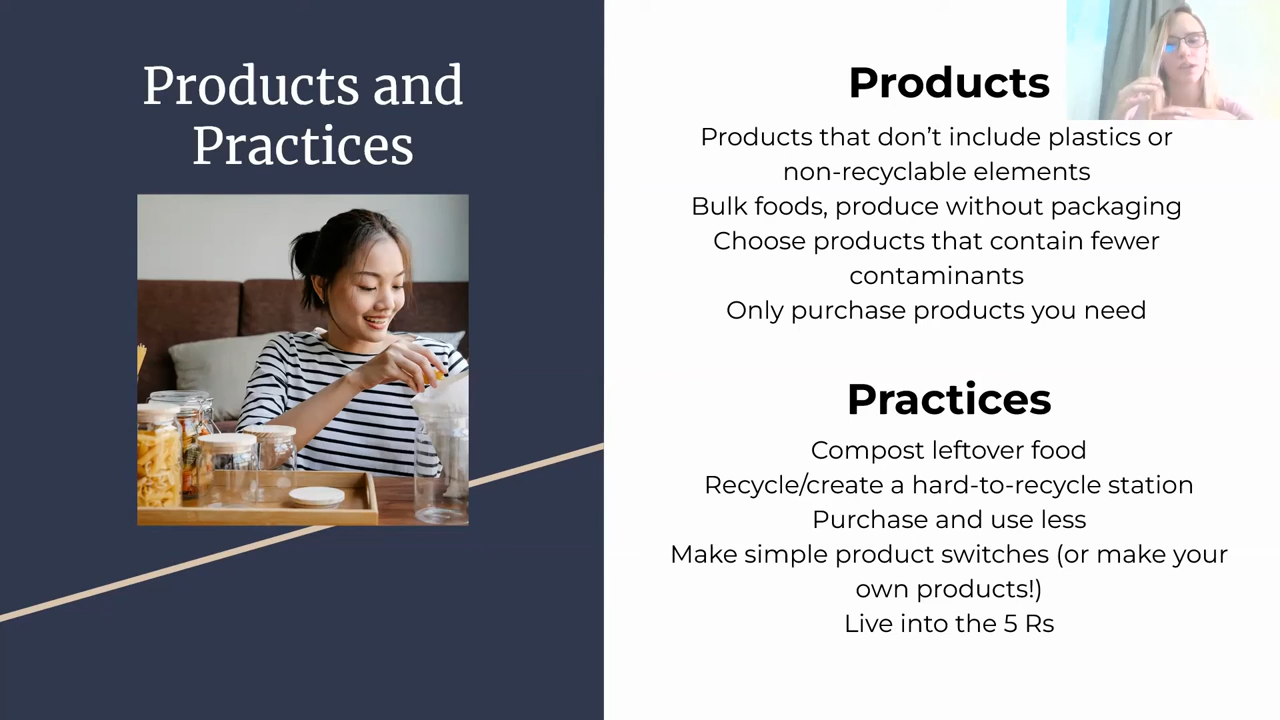 Products and
Practices
Products
Products that don’t include plastics or
non-recyclable elements
Bulk foods, produce without packaging
Choose products that contain fewer
contaminants
Only purchase products you need
Practices
Compost leftover food
Recycle/create a hard-to-recycle station
Purchase and use less
Make simple product switches (or make your
own products!)
Live into the 5 Rs